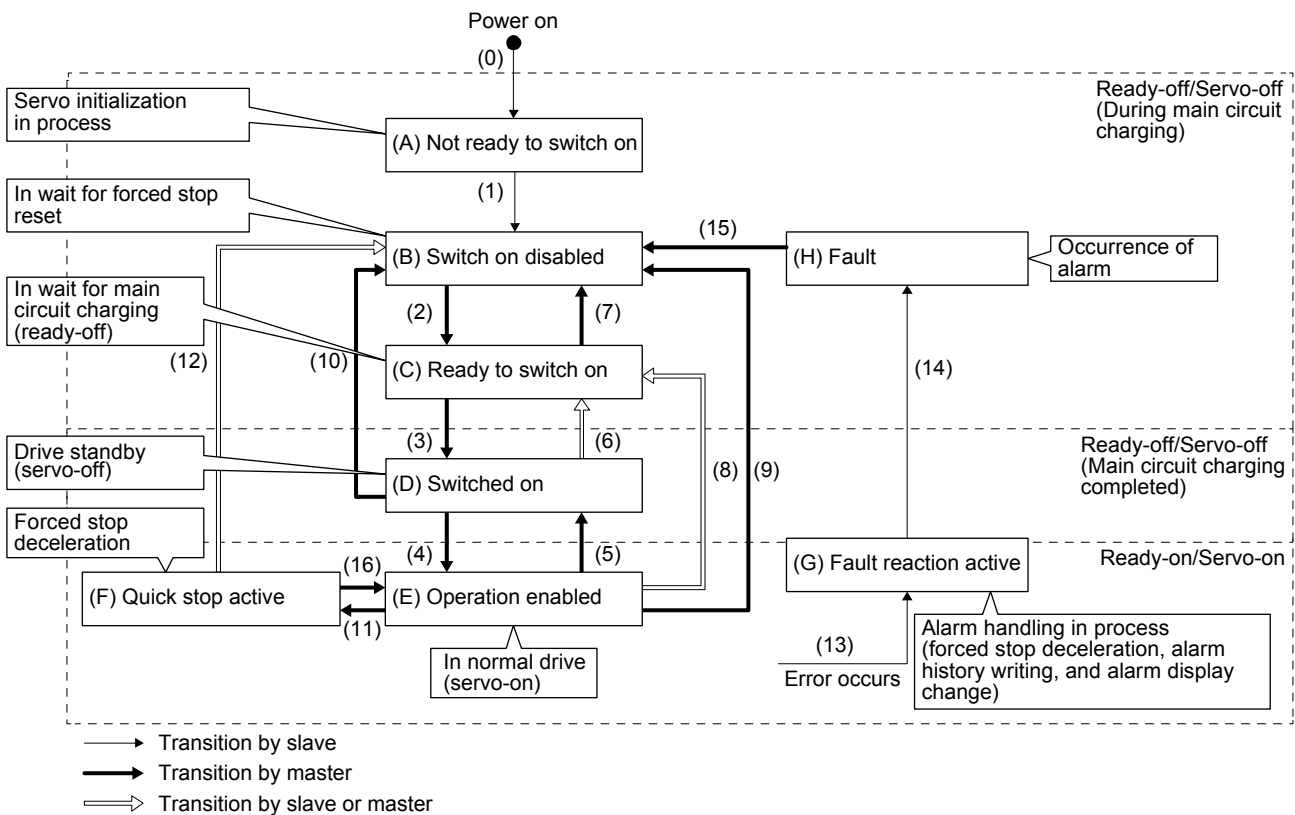 Power on
(0)
Ready-off/Servo-off
(During main circuit
charging)
Servo initialization
in process
(A) Not ready to switch on
(1)
In wait for forced stop
reset
(15)
(B) Switch on disabled
(H) Fault
Occurrence of
alarm
In wait for main
circuit charging
(ready-off)
(2)
(7)
(12)
(10)
(C) Ready to switch on
(14)
(3)
(6)
Ready-off/Servo-off
(Main circuit charging
completed)
Drive standby
(servo-off)
(8)
(9)
(D) Switched on
Forced stop
deceleration
(4)
(5)
(G) Fault reaction active
Ready-on/Servo-on
(16)
(F) Quick stop active
(E) Operation enabled
(11)
(13)
Error occurs
Alarm handling in process
(forced stop deceleration, alarm
history writing, and alarm display
change)
In normal drive
(servo-on)
Transition by slave
Transition by master
Transition by slave or master